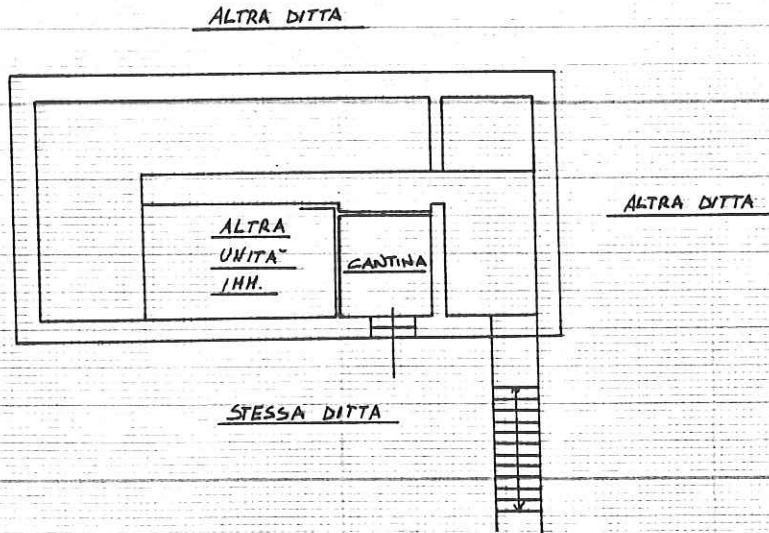 ALTRA DITTA
ALTRA DITTA
ALTRA
UNITA`
IMM.
CANTINA
STESSA DITTA